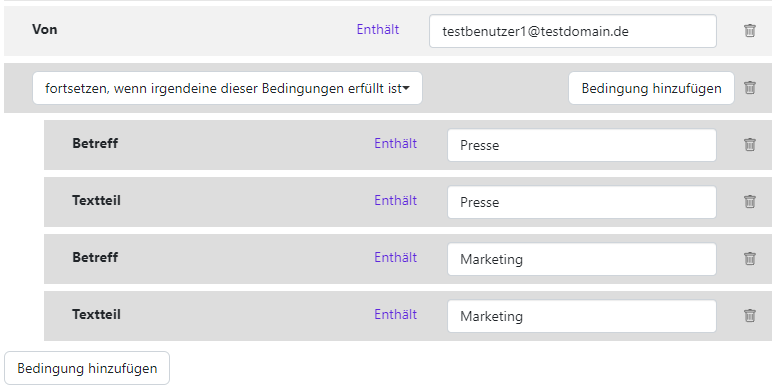 Von Enthält testbenutzer1@testdomain.de
fortsetzen, wenn irgendeine dieser Bedingungen erfüllt ist Bedingung hinzufügen
Betreff Enthält Presse
Textteil Enthält Presse
Betreff Enthält Marketing
Textteil Enthält Marketing
Bedingung hinzufügen